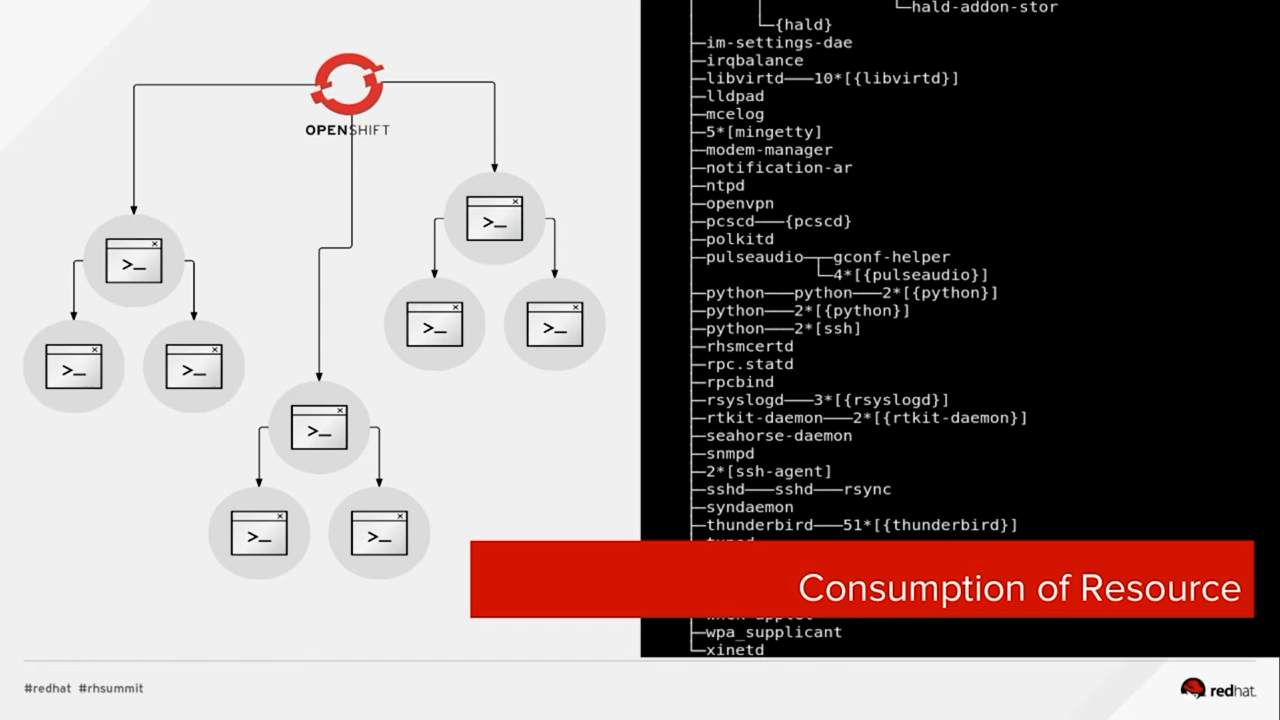 OPENSHIFT
>_
>_
>_
>_
>_
>_
>_
>_
>_
└─hald-addon-stor
└─{hald}
├─im-settings-dae
├─irqbalance
├─libvirtd───10*[{libvirtd}]
├─lldpad
├─mcelog
├─5*[mingetty]
├─modem-manager
├─notification-ar
├─ntpd
├─openvpn
├─pcscd───{pcscd}
├─polkitd
├─pulseaudio─┬─gconf-helper
└─4*[{pulseaudio}]
├─python───python───2*[{python}]
├─python───2*[{python}]
├─python───2*[ssh]
├─rhsmcertd
├─rpc.statd
├─rpcbind
├─rsyslogd───3*[{rsyslogd}]
├─rtkit-daemon───2*[{rtkit-daemon}]
├─seahorse-daemon
├─snmpd
├─2*[ssh-agent]
├─sshd───sshd───rsync
├─syndaemon
├─thunderbird───51*[{thunderbird}]
Consumption of Resource
├─wpa_supplicant
└─xinetd
#redhat #rhsummit
redhat.